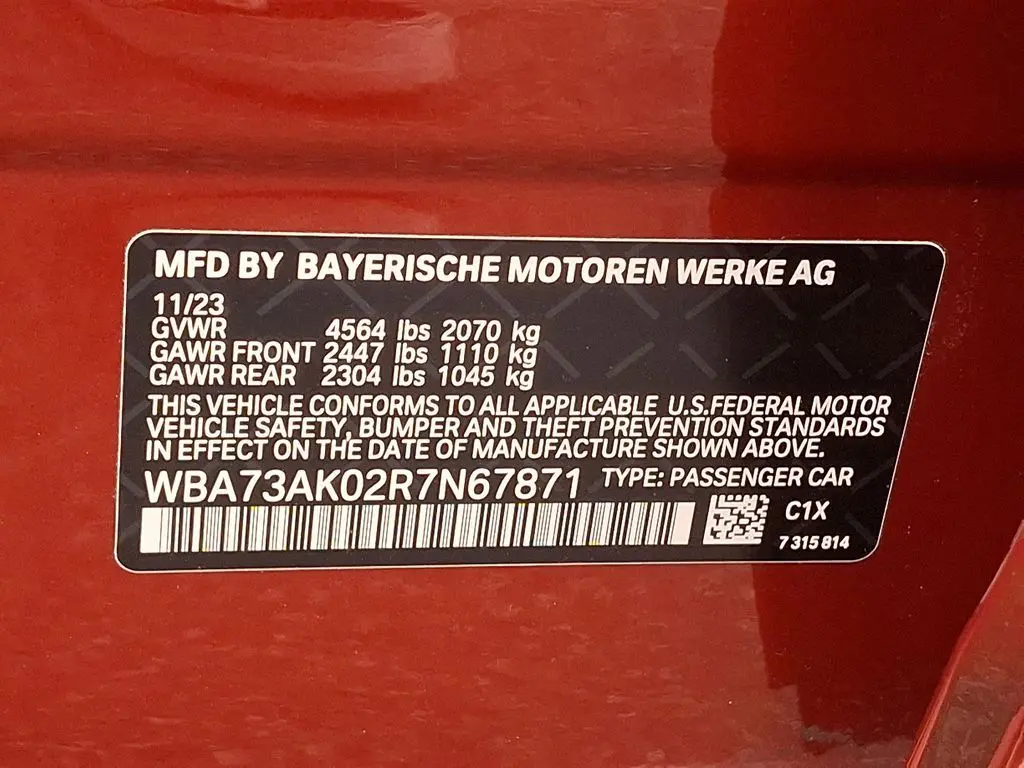 MFD BY BAYERISCHE MOTOREN WERKE AG
11/23
GVWR 4564 lbs 2070 kg
GAWR FRONT 2447 lbs 1110 kg
GAWR REAR 2304 lbs 1045 kg
THIS VEHICLE CONFORMS TO ALL APPLICABLE U.S.FEDERAL MOTOR
VEHICLE SAFETY, BUMPER AND THEFT PREVENTION STANDARDS
IN EFFECT ON THE DATE OF MANUFACTURE SHOWN ABOVE.
WBA73AK02R7N67871 TYPE: PASSENGER CAR
C1X
7 315 814